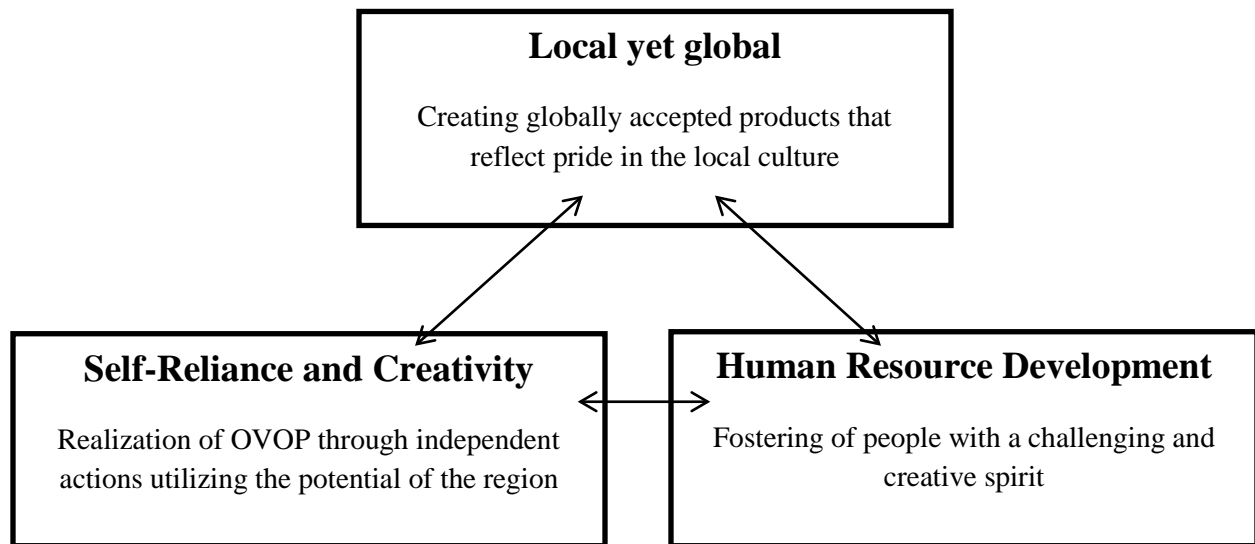 Local yet global
Creating globally accepted products that
reflect pride in the local culture
Self-Reliance and Creativity
Realization of OVOP through independent
actions utilizing the potential of the region
Human Resource Development
Fostering of people with a challenging and
creative spirit